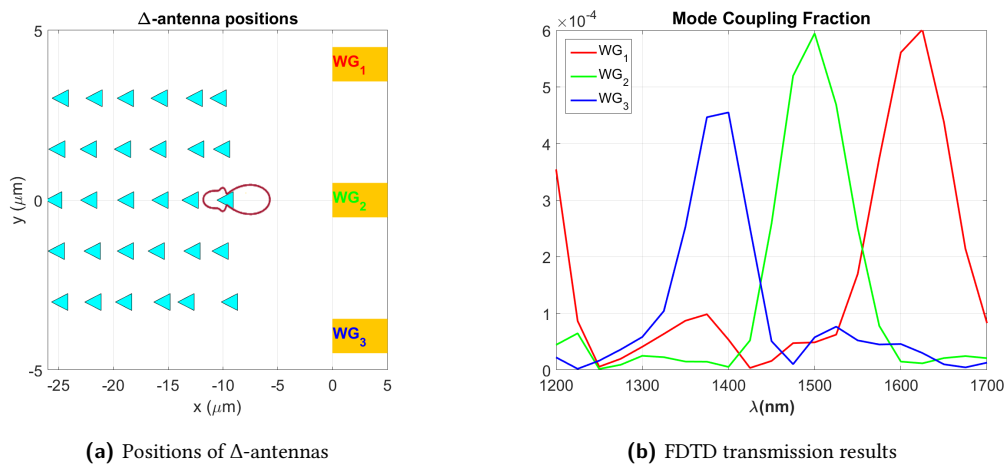 Δ-antenna positions
5
0
-5
y (μm)
WG1
WG2
WG3
-25 -20 -15 -10 -5 0 5
x (μm)
(a) Positions of Δ-antennas
Mode Coupling Fraction
×10-4
6
5
4
3
2
1
0
WG1
WG2
WG3
1200 1300 1400 1500 1600 1700
λ(nm)
(b) FDTD transmission results